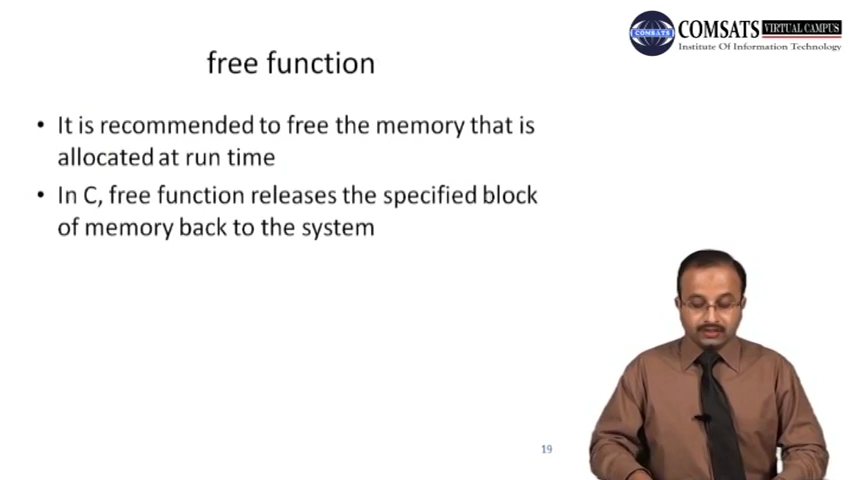 COMSATS VIRTUAL CAMPUS
COMSATS
Institute Of Information Technology
free function
• It is recommended to free the memory that is
allocated at run time
• In C, free function releases the specified block
of memory back to the system
19